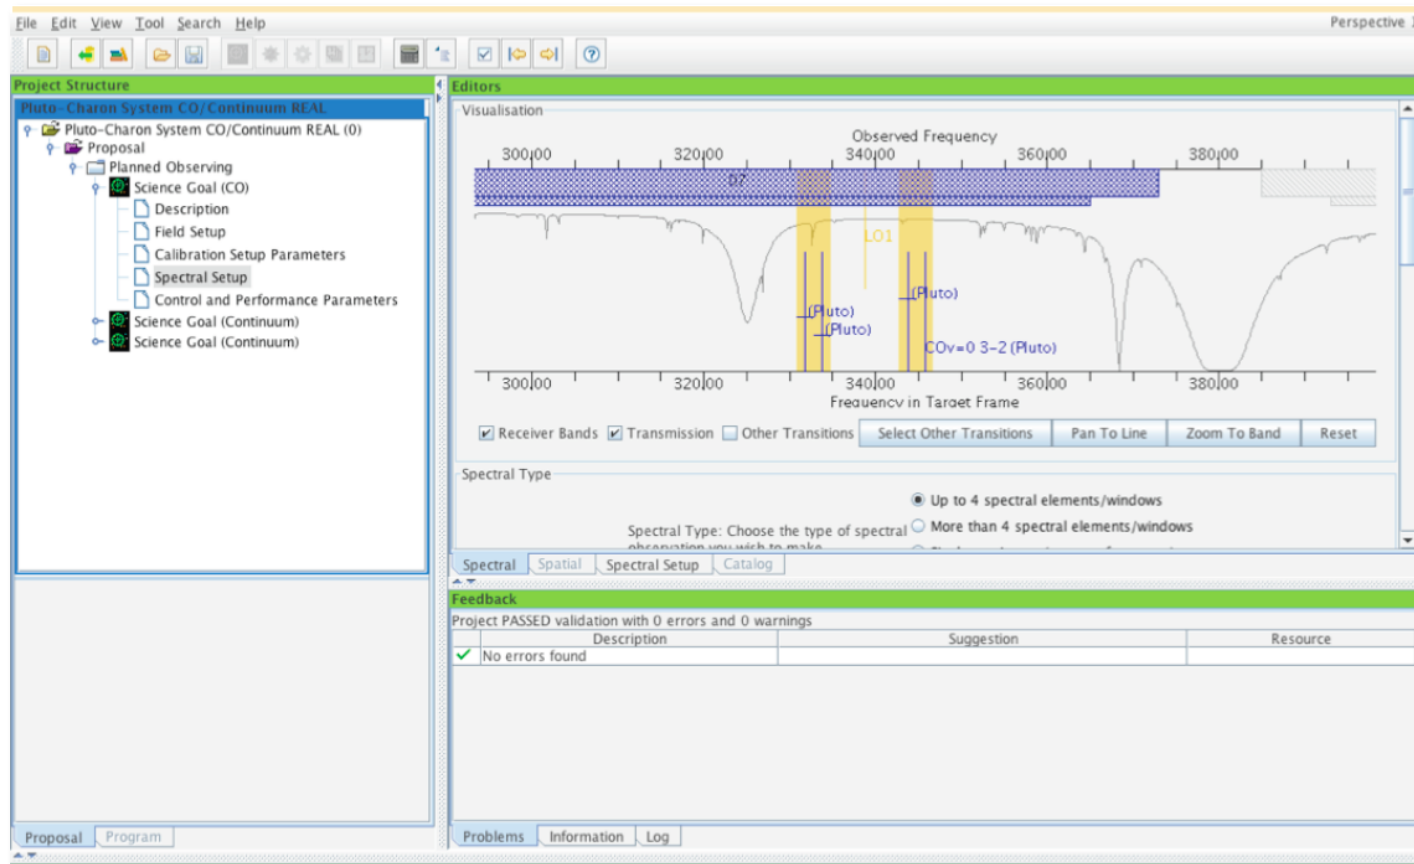 File Edit View Tool Search Help
Perspective
Project Structure
Pluto-Charon System CO/Continuum REAL
Pluto-Charon System CO/Continuum REAL (0)
Proposal
Planned Observing
Science Goal (CO)
Description
Field Setup
Calibration Setup Parameters
Spectral Setup
Control and Performance Parameters
Science Goal (Continuum)
Science Goal (Continuum)
Proposal Program
Editors
Visualisation
Observed Frequency
300.00 320.00 340.00 360.00 380.00
07
LO1
(Pluto)
(Pluto)
(Pluto)
COv=0 3-2 (Pluto)
300.00 320.00 340.00 360.00 380.00
Frequency in Target Frame
Receiver Bands Transmission Other Transitions Select Other Transitions Pan To Line Zoom To Band Reset
Spectral Type
Up to 4 spectral elements/windows
Spectral Type: Choose the type of spectral More than 4 spectral elements/windows
observation you wish to make
Spectral Spatial Spectral Setup Catalog
Feedback
Project PASSED validation with 0 errors and 0 warnings
Description Suggestion Resource
No errors found
Problems Information Log